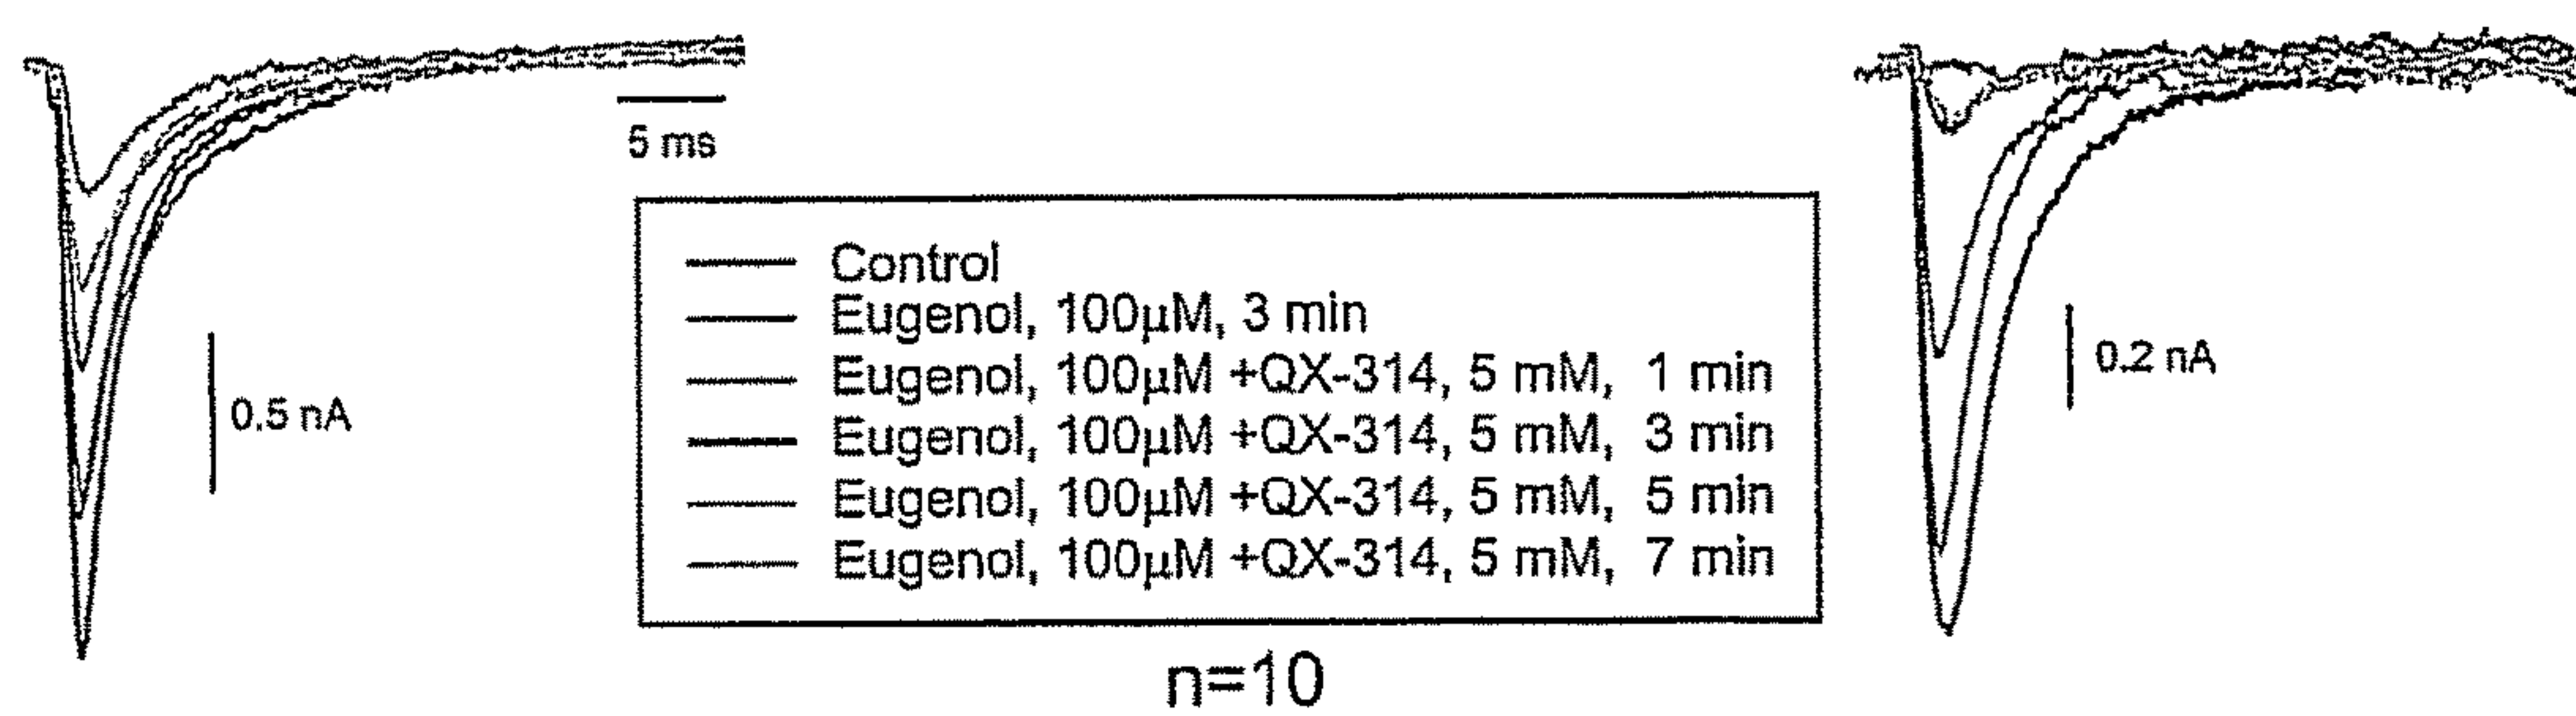 5 ms
0.5 nA
Control
Eugenol, 100μM, 3 min
Eugenol, 100μM +QX-314, 5 mM, 1 min
Eugenol, 100μM +QX-314, 5 mM, 3 min
Eugenol, 100μM +QX-314, 5 mM, 5 min
Eugenol, 100μM +QX-314, 5 mM, 7 min
n=10
0.2 nA